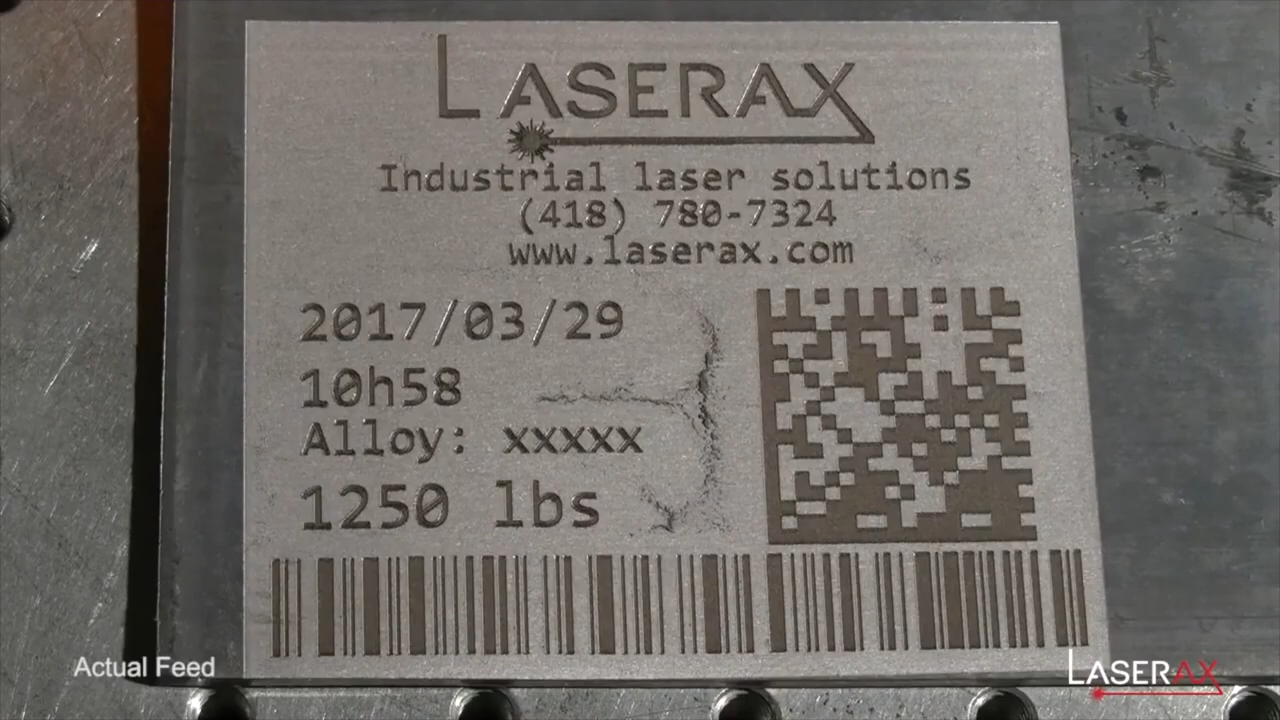 LASERAX
Industrial laser solutions
(418) 780-7324
www.laserax.com
2017/03/29
10h58
Alloy: xxxxx
1250 lbs
Actual Feed
LASERAX